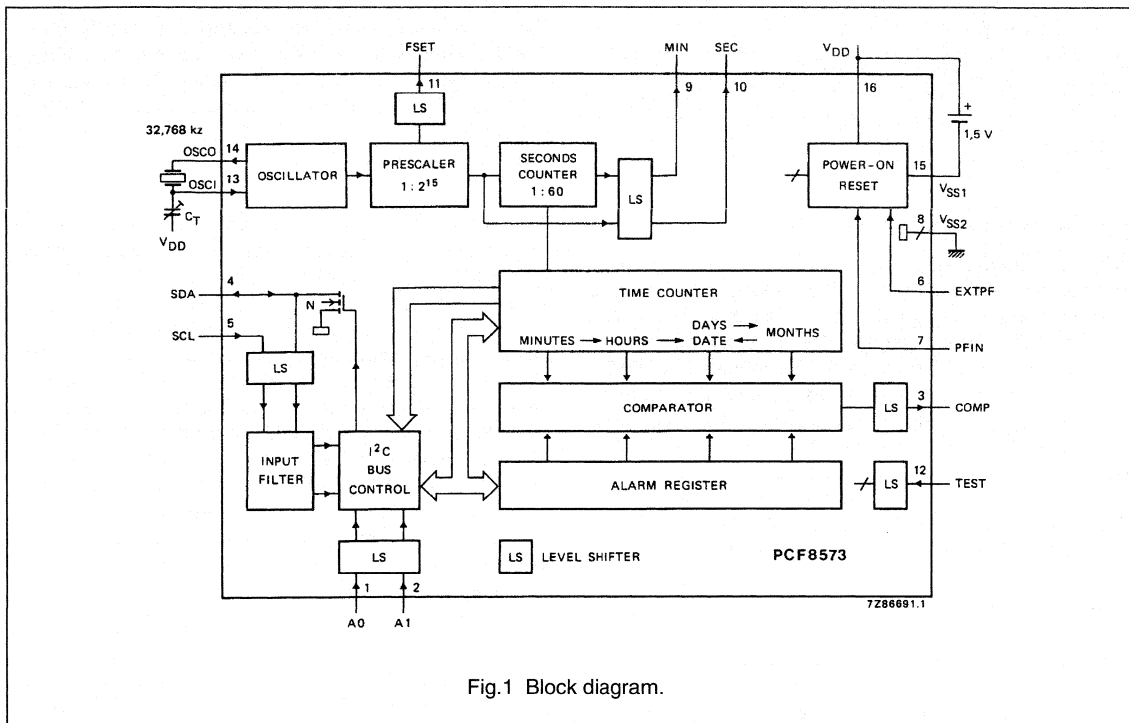 FSET
MIN
SEC
VDD
11
9
10
16
LS
+
1,5 V
32,768 kz
OSCO
14
OSCI
13
CT
VDD
OSCILLATOR
PRESCALER
1 : 2¹⁵
SECONDS
COUNTER
1 : 60
LS
POWER–ON
RESET
15
VSS1
8
VSS2
6
EXTPF
7
PFIN
SDA
4
SCL
5
N
LS
INPUT
FILTER
I²C
BUS
CONTROL
TIME COUNTER
MINUTES
HOURS
DAYS
DATE
MONTHS
COMPARATOR
LS
3
COMP
ALARM REGISTER
LS
12
TEST
LS
LS
LEVEL SHIFTER
PCF8573
1
2
A0
A1
7Z86691.1
Fig.1 Block diagram.